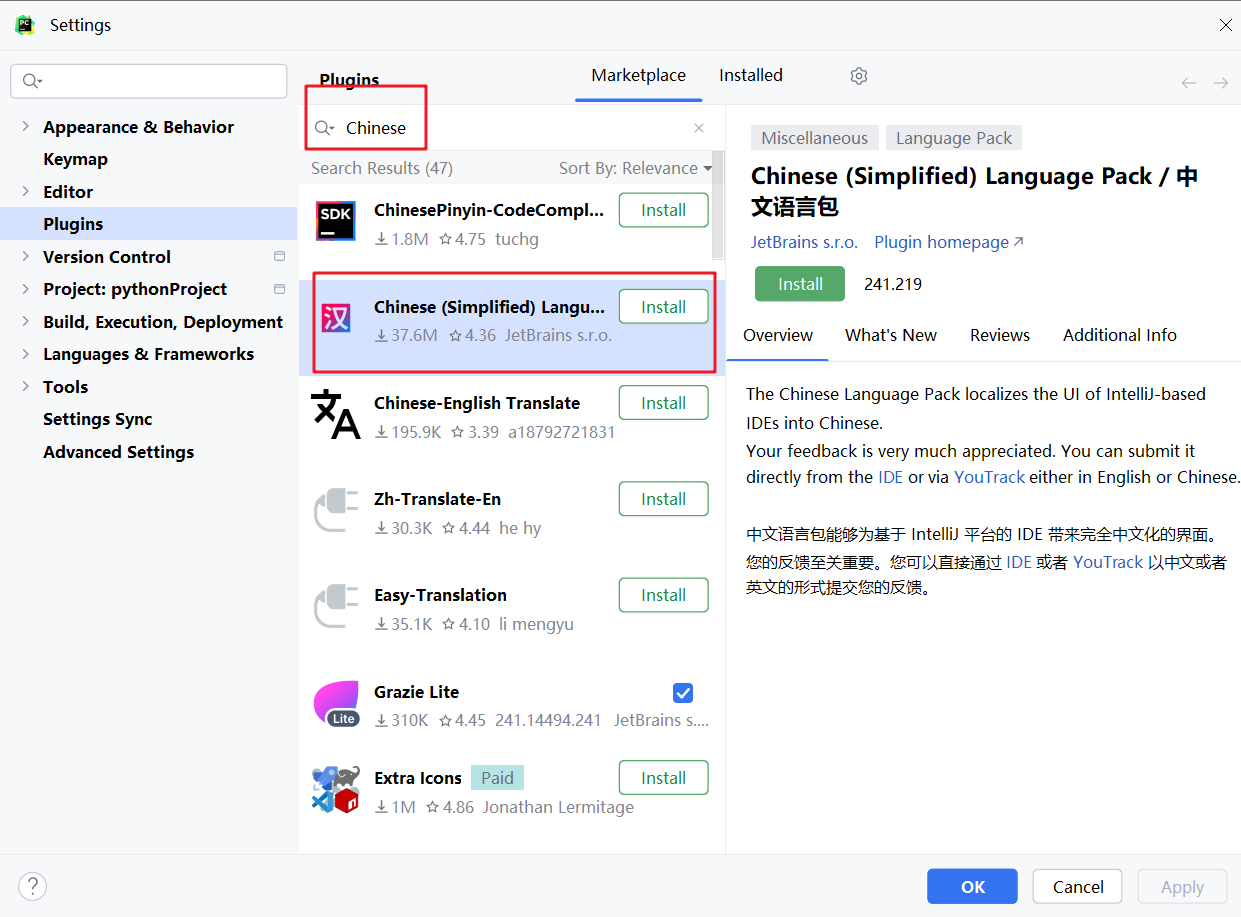 Settings
Plugins
Marketplace
Installed
Appearance & Behavior
Keymap
Editor
Plugins
Version Control
Project: pythonProject
Build, Execution, Deployment
Languages & Frameworks
Tools
Settings Sync
Advanced Settings
Chinese
Search Results (47)
Sort By: Relevance
SDK
ChinesePinyin-CodeCompl...
Install
1.8M 4.75 tuchg
汉
Chinese (Simplified) Langu...
Install
37.6M 4.36 JetBrains s.r.o.
文A
Chinese-English Translate
Install
195.9K 3.39 a18792721831
Zh-Translate-En
Install
30.3K 4.44 he hy
Easy-Translation
Install
35.1K 4.10 li mengyu
Lite
Grazie Lite
310K 4.45 241.14494.241 JetBrains s....
Extra Icons Paid
Install
1M 4.86 Jonathan Lermitage
Miscellaneous
Language Pack
Chinese (Simplified) Language Pack / 中
文语言包
JetBrains s.r.o. Plugin homepage
Install
241.219
Overview
What's New
Reviews
Additional Info
The Chinese Language Pack localizes the UI of IntelliJ-based
IDEs into Chinese.
Your feedback is very much appreciated. You can submit it
directly from the IDE or via YouTrack either in English or Chinese.
中文语言包能够为基于 IntelliJ 平台的 IDE 带来完全中文化的界面。
您的反馈至关重要。您可以直接通过 IDE 或者 YouTrack 以中文或者
英文的形式提交您的反馈。
?
OK
Cancel
Apply